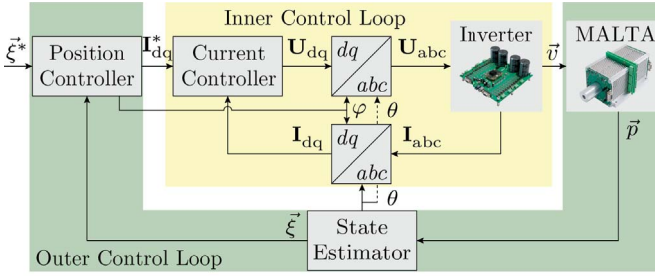 Inner Control Loop
ξ⃗*
Position
Controller
I*dq
Current
Controller
Udq
dq
abc
Uabc
Inverter
v⃗
MALTA
φ
θ
Idq
dq
abc
Iabc
p⃗
θ
ξ⃗
State
Estimator
Outer Control Loop